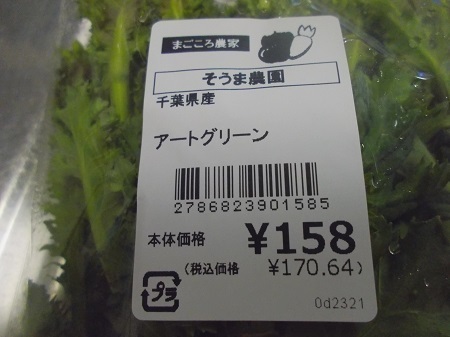 まごころ農家
そうま農園
千葉県産
アートグリーン
2786823901585
本体価格 ¥158
(税込価格 ¥170.64)
プラ
0d2321